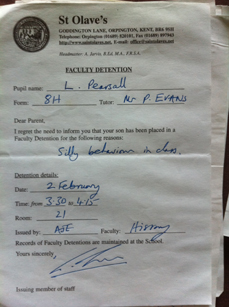 St Olave's
GODDINGTON LANE, ORPINGTON, KENT, BR6 9SH
FACULTY DETENTION
Pupil name: L. Pearsall
Form: 8H Tutor: Mr P. EVANS
Dear Parent,
I regret the need to inform you that your son has been placed in a
Faculty Detention for the following reasons:
Silly behaviour in class.
Detention details:
Date: 2 February
Time: from 3:30 to 4:15
Room: 21
Issued by: AJE Faculty: History
Records of Faculty Detentions are maintained at the School.
Yours sincerely,
Issuing member of staff